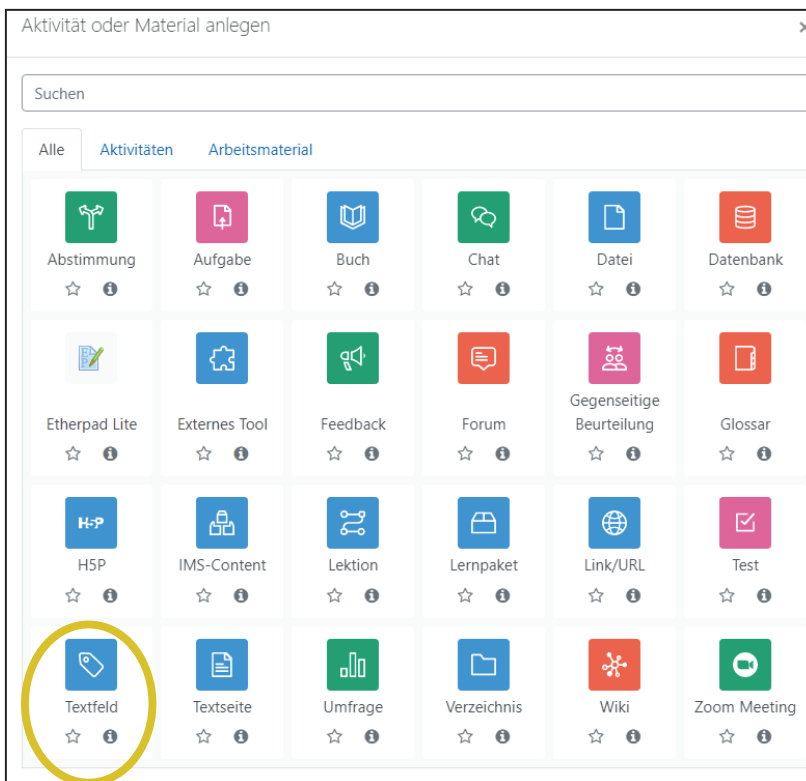 Aktivität oder Material anlegen
Suchen
Alle Aktivitäten Arbeitsmaterial
Abstimmung Aufgabe Buch Chat Datei Datenbank
Etherpad Lite Externes Tool Feedback Forum Gegenseitige Beurteilung Glossar
H5P
H5P IMS-Content Lektion Lernpaket Link/URL Test
Textfeld Textseite Umfrage Verzeichnis Wiki Zoom Meeting